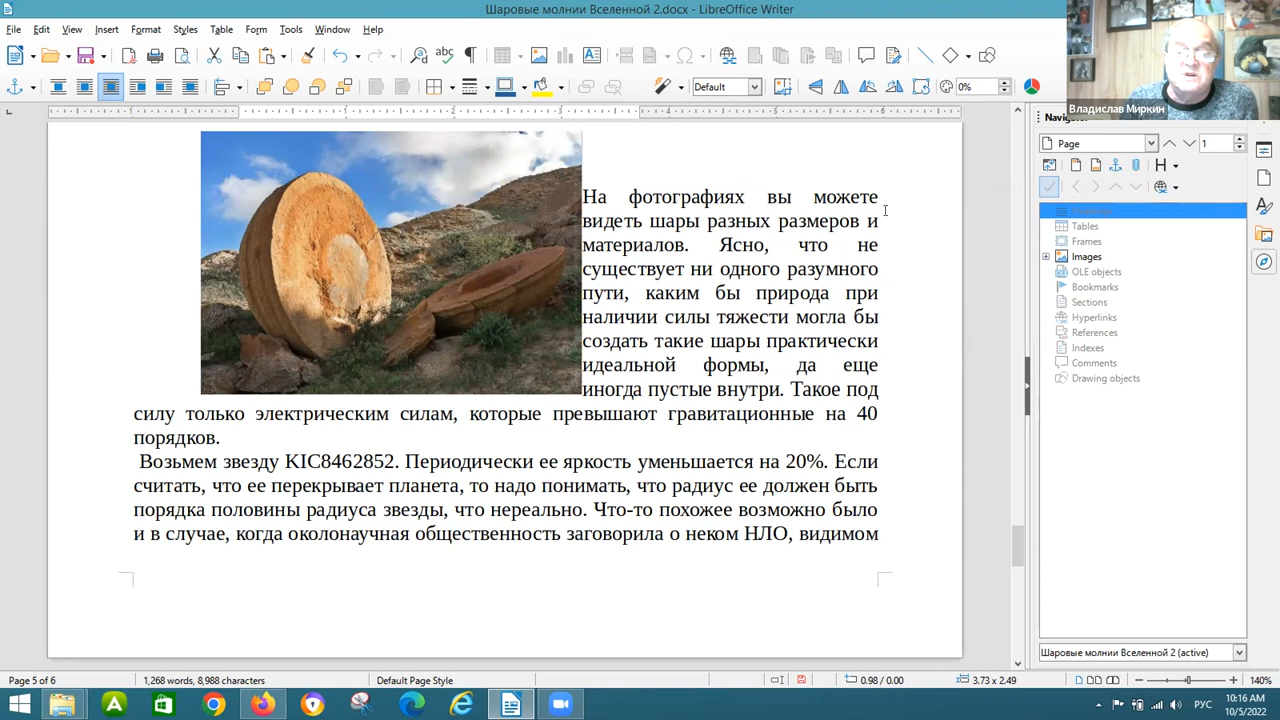 Шаровые молнии Вселенной 2.docx - LibreOffice Writer
File Edit View Insert Format Styles Table Form Tools Window Help
Default
0%
Владислав Миркин
Page
1
Tables
Frames
Images
OLE objects
Bookmarks
Sections
Hyperlinks
References
Indexes
Comments
Drawing objects
На фотографиях вы можете
видеть шары разных размеров и
материалов. Ясно, что не
существует ни одного разумного
пути, каким бы природа при
наличии силы тяжести могла бы
создать такие шары практически
идеальной формы, да еще
иногда пустые внутри. Такое под
силу только электрическим силам, которые превышают гравитационные на 40
порядков.
Возьмем звезду KIC8462852. Периодически ее яркость уменьшается на 20%. Если
считать, что ее перекрывает планета, то надо понимать, что радиус ее должен быть
порядка половины радиуса звезды, что нереально. Что-то похожее возможно было
и в случае, когда околонаучная общественность заговорила о неком НЛО, видимом
Шаровые молнии Вселенной 2 (active)
Page 5 of 6
1,268 words, 8,988 characters
Default Page Style
0.98 / 0.00
3.73 x 2.49
140%
РУС
10:16 AM
10/5/2022